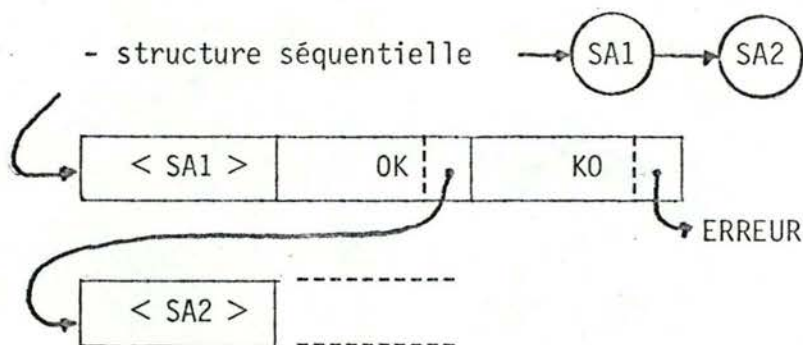 - structure séquentielle SA1 SA2
< SA1 > OK KO
ERREUR
< SA2 >